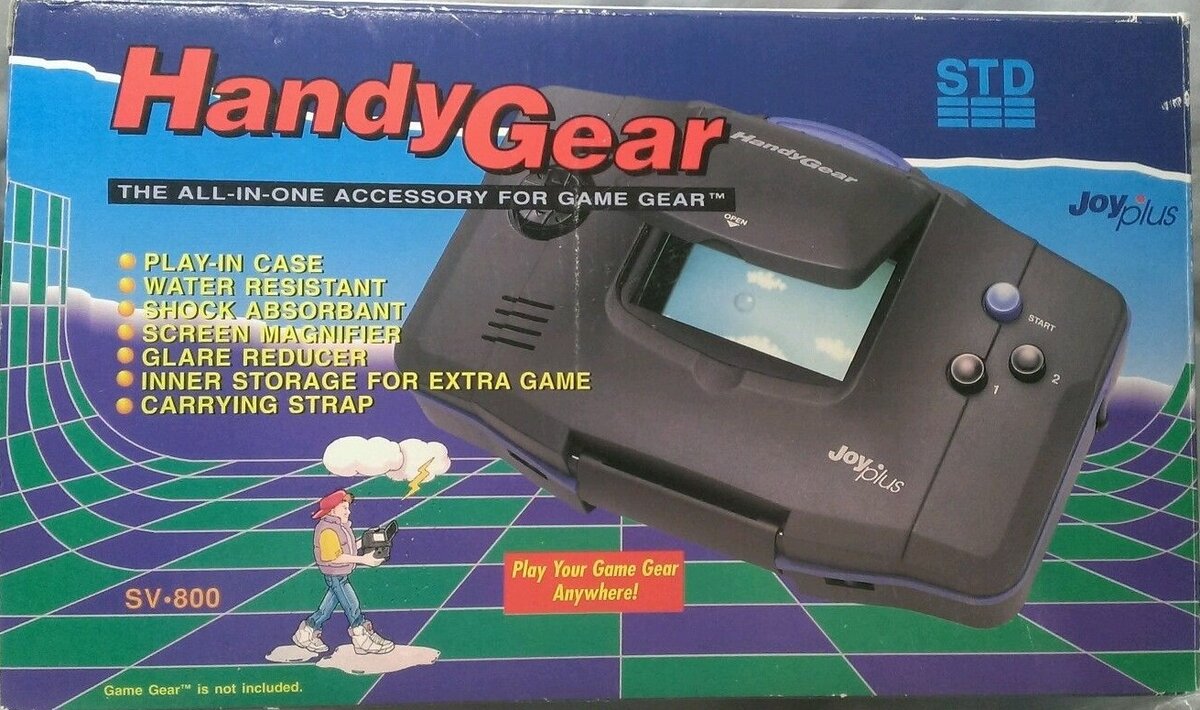 HandyGear
THE ALL-IN-ONE ACCESSORY FOR GAME GEAR™
STD
Joyplus
HandyGear
OPEN
PLAY-IN CASE
WATER RESISTANT
SHOCK ABSORBANT
SCREEN MAGNIFIER
GLARE REDUCER
INNER STORAGE FOR EXTRA GAME
CARRYING STRAP
START
1
2
Joyplus
Play Your Game Gear
Anywhere!
SV•800
Game Gear™ is not included.